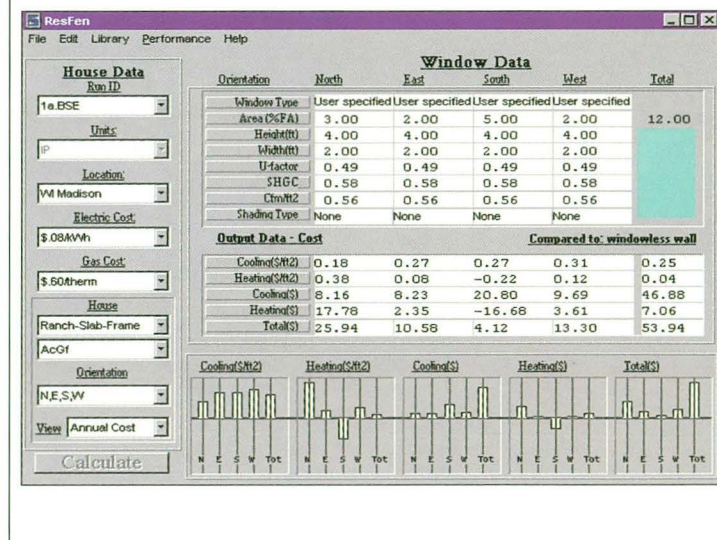 ResFen
File Edit Library Performance Help
House Data
Run ID
1a.BSE
Units:
IP
Location:
WI Madison
Electric Cost:
$.08/kWh
Gas Cost:
$.60/therm
House
Ranch-Slab-Frame
AcGf
Orientation
N,E,S,W
View Annual Cost
Calculate
Window Data
Orientation North East South West Total
Window Type User specified User specified User specified User specified
Area (%FA) 3.00 2.00 5.00 2.00 12.00
Height(ft) 4.00 4.00 4.00 4.00
Width(ft) 2.00 2.00 2.00 2.00
U-factor 0.49 0.49 0.49 0.49
SHGC 0.58 0.58 0.58 0.58
Cfm/ft2 0.56 0.56 0.56 0.56
Shading Type None None None None
Output Data - Cost Compared to: windowless wall
Cooling($/ft2) 0.18 0.27 0.27 0.31 0.25
Heating($/ft2) 0.38 0.08 -0.22 0.12 0.04
Cooling($) 8.16 8.23 20.80 9.69 46.88
Heating($) 17.78 2.35 -16.68 3.61 7.06
Total($) 25.94 10.58 4.12 13.30 53.94
Cooling($/ft2) Heating($/ft2) Cooling($) Heating($) Total($)
N E S W Tot N E S W Tot N E S W Tot N E S W Tot N E S W Tot